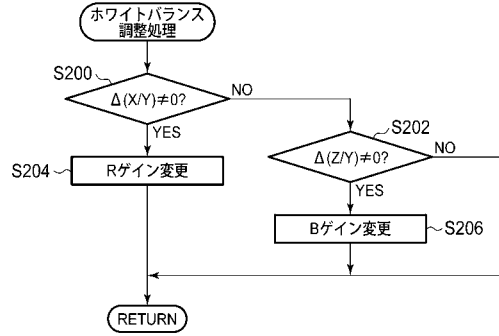 ホワイトバランス
調整処理
S200
Δ(X/Y)≠0?
NO
YES
S202
Δ(Z/Y)≠0?
NO
YES
S204
Rゲイン変更
Bゲイン変更
S206
RETURN